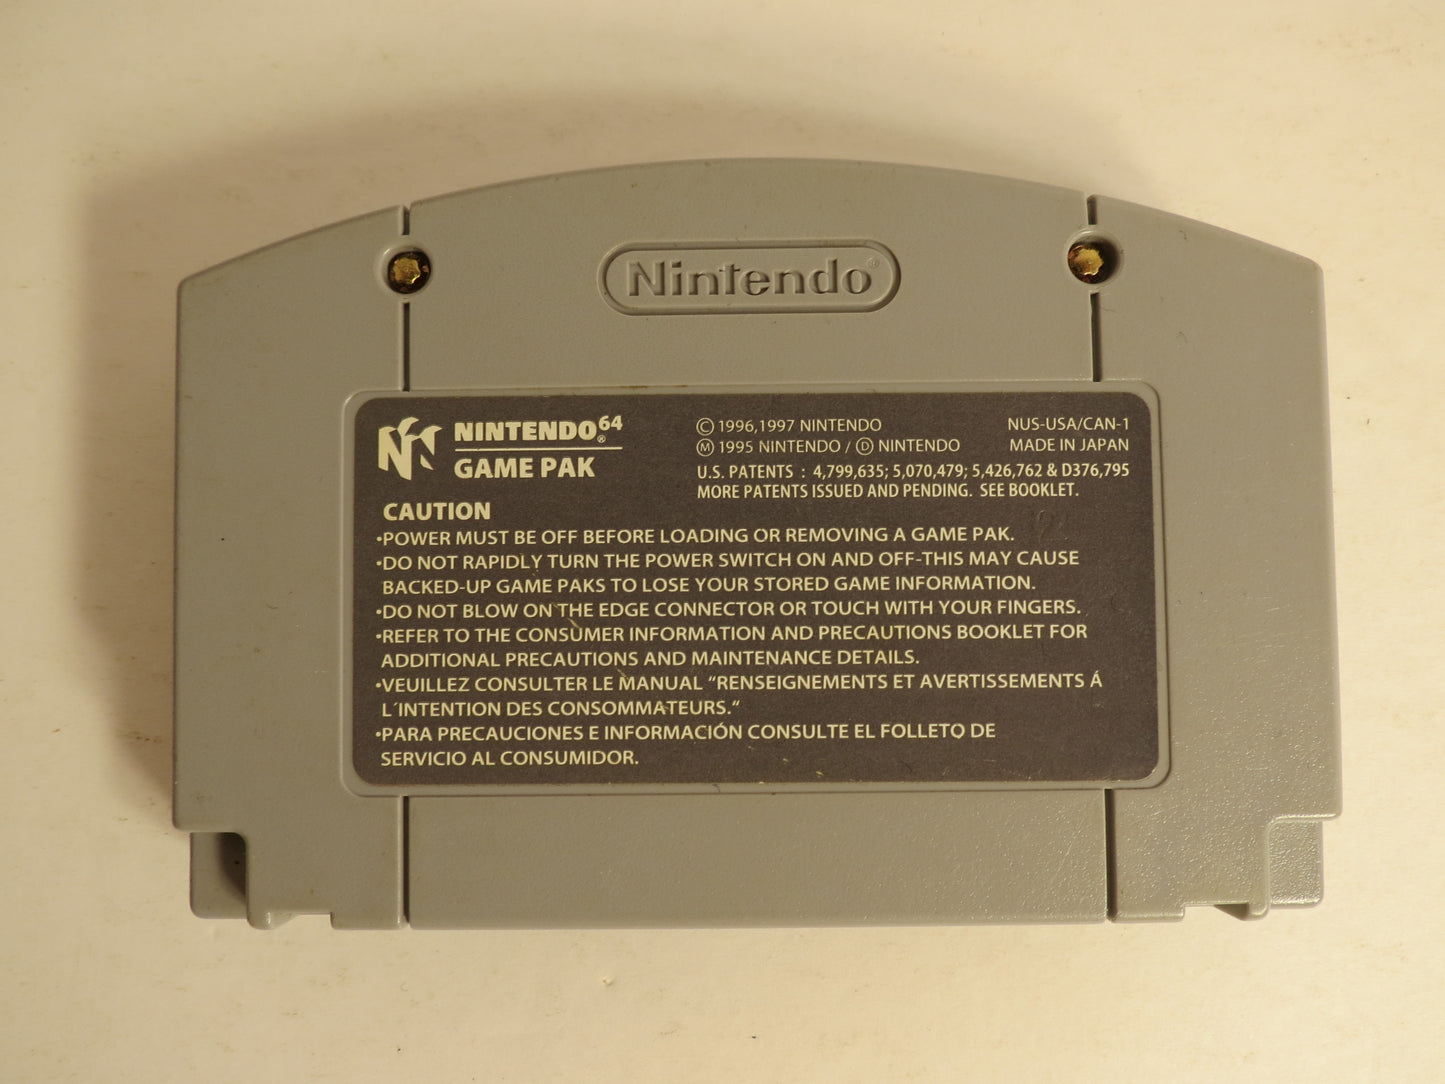 Nintendo®
NINTENDO64®
GAME PAK
© 1996,1997 NINTENDO
Ⓜ 1995 NINTENDO / Ⓓ NINTENDO
NUS-USA/CAN-1
MADE IN JAPAN
U.S. PATENTS : 4,799,635; 5,070,479; 5,426,762 & D376,795
MORE PATENTS ISSUED AND PENDING. SEE BOOKLET.
CAUTION
•POWER MUST BE OFF BEFORE LOADING OR REMOVING A GAME PAK.
•DO NOT RAPIDLY TURN THE POWER SWITCH ON AND OFF-THIS MAY CAUSE
BACKED-UP GAME PAKS TO LOSE YOUR STORED GAME INFORMATION.
•DO NOT BLOW ON THE EDGE CONNECTOR OR TOUCH WITH YOUR FINGERS.
•REFER TO THE CONSUMER INFORMATION AND PRECAUTIONS BOOKLET FOR
ADDITIONAL PRECAUTIONS AND MAINTENANCE DETAILS.
•VEUILLEZ CONSULTER LE MANUAL “RENSEIGNEMENTS ET AVERTISSEMENTS Á
L´INTENTION DES CONSOMMATEURS.“
•PARA PRECAUCIONES E INFORMACIÓN CONSULTE EL FOLLETO DE
SERVICIO AL CONSUMIDOR.